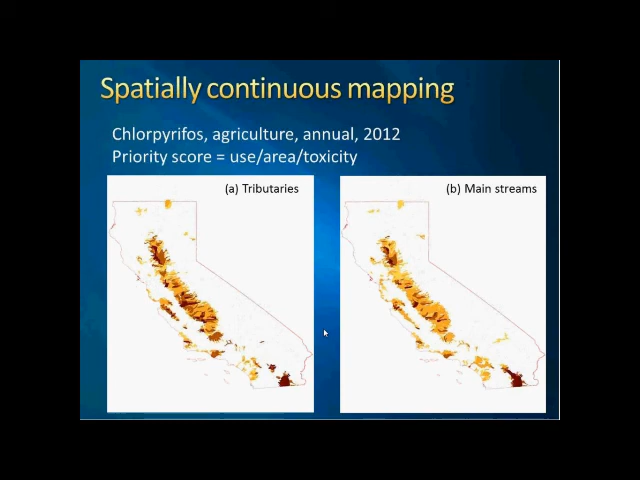 Spatially continuous mapping
Chlorpyrifos, agriculture, annual, 2012
Priority score = use/area/toxicity
(a) Tributaries
(b) Main streams